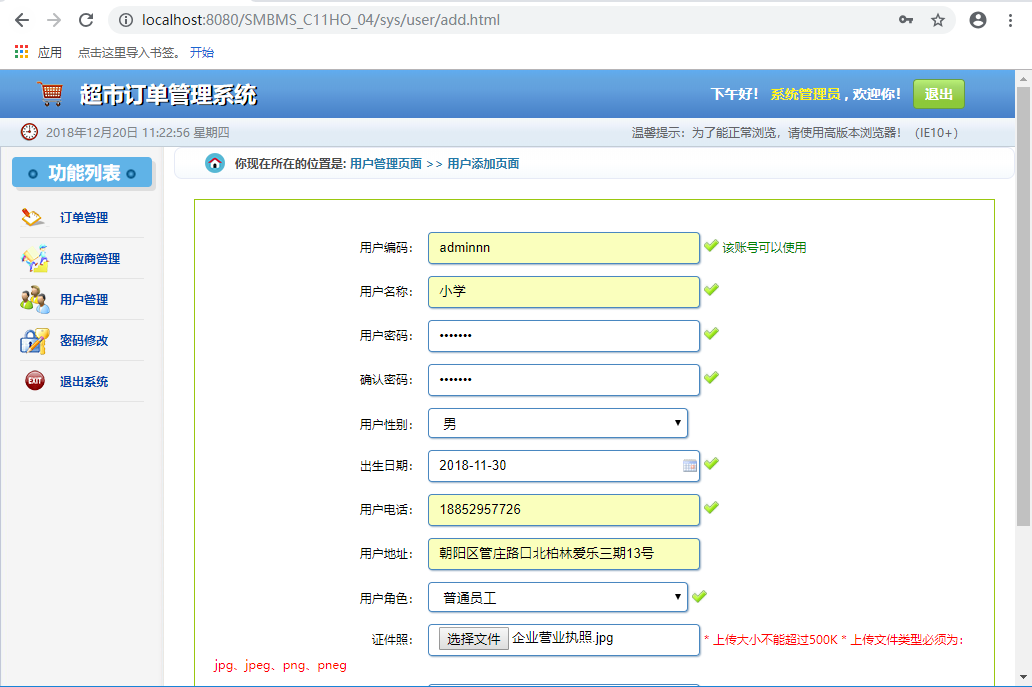 localhost:8080/SMBMS_C11HO_04/sys/user/add.html
应用 点击这里导入书签。 开始
超市订单管理系统
下午好！ 系统管理员 , 欢迎你！ 退出
2018年12月20日 11:22:56 星期四
温馨提示：为了能正常浏览，请使用高版本浏览器！（IE10+）
功能列表
你现在所在的位置是: 用户管理页面 >> 用户添加页面
订单管理
供应商管理
用户管理
密码修改
EXIT 退出系统
用户编码： adminnn 该账号可以使用
用户名称： 小学
用户密码： •••••••
确认密码： •••••••
用户性别： 男
出生日期： 2018-11-30
用户电话： 18852957726
用户地址： 朝阳区管庄路口北柏林爱乐三期13号
用户角色： 普通员工
证件照： 选择文件 企业营业执照.jpg * 上传大小不能超过500K * 上传文件类型必须为：
jpg、jpeg、png、pneg